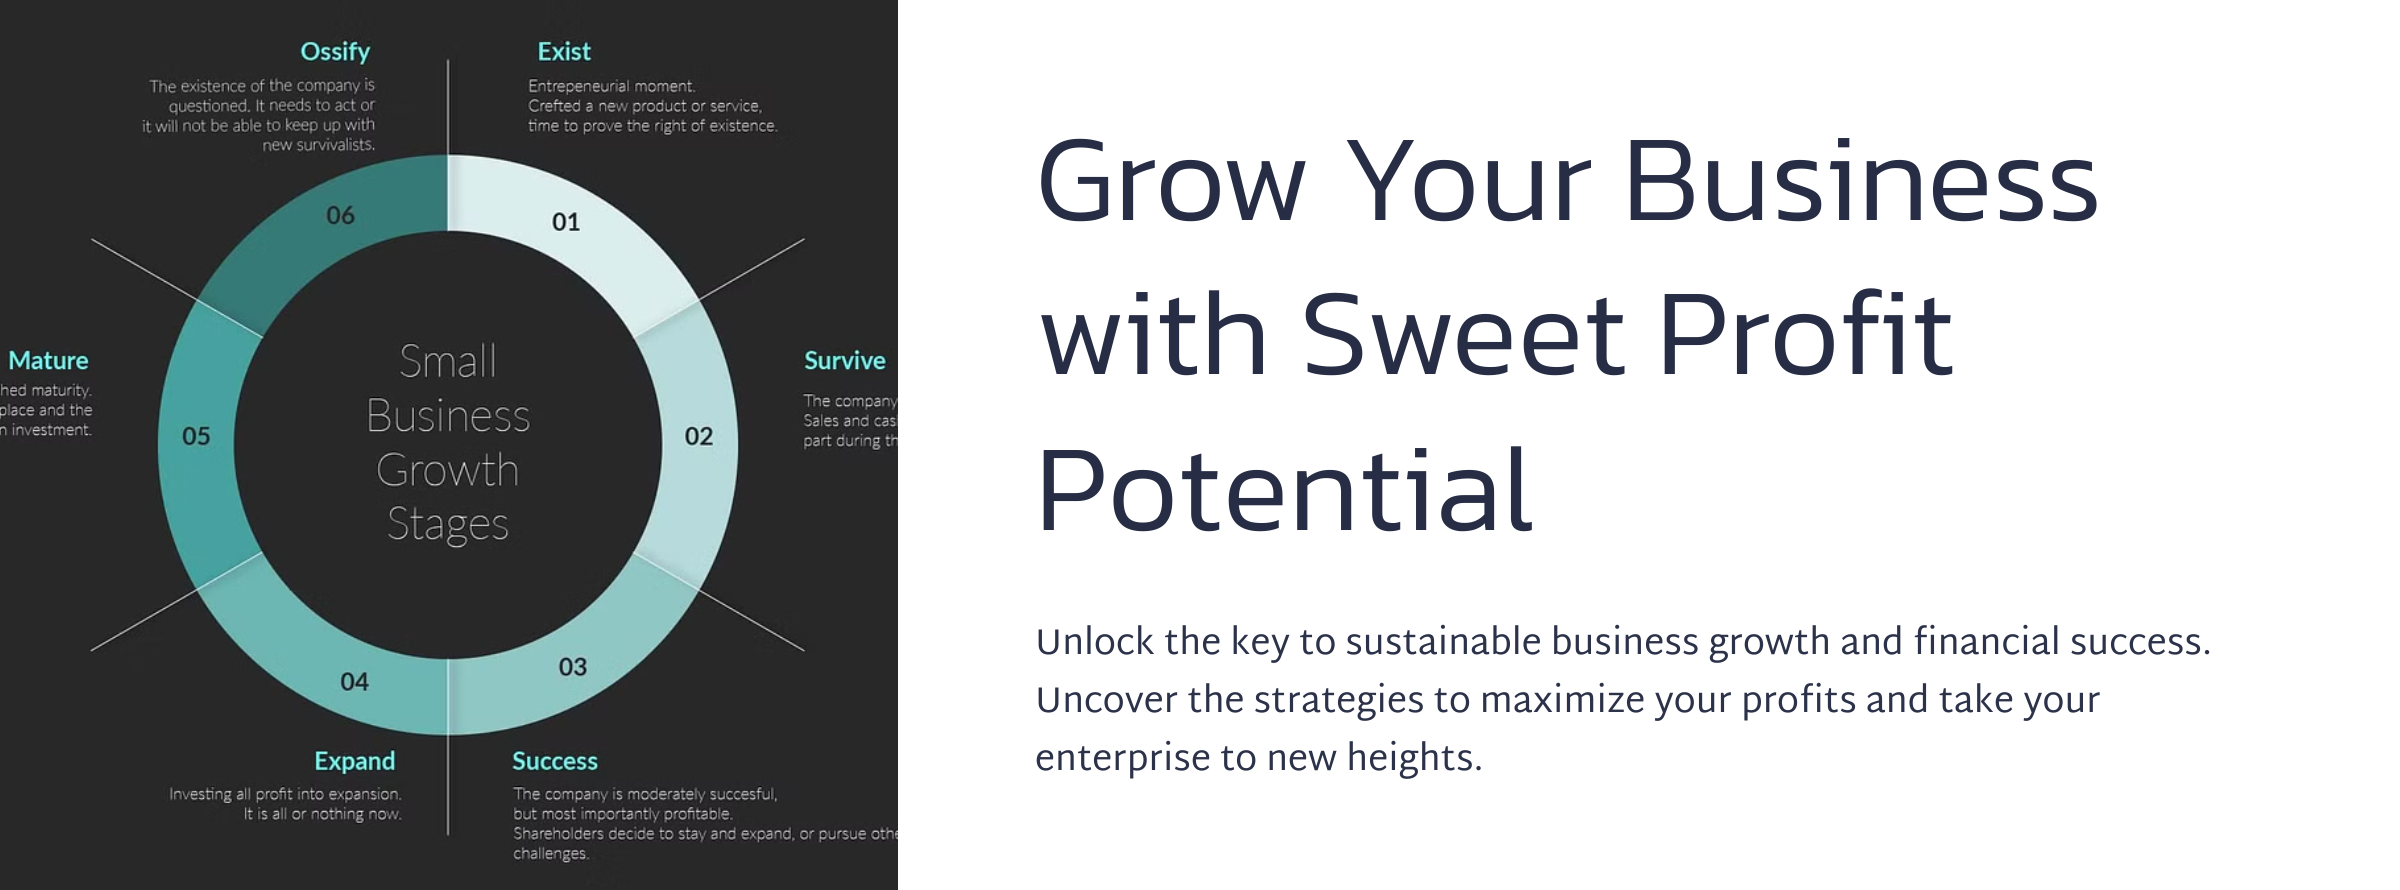 Ossify
The existence of the company is
questioned. It needs to act or
it will not be able to keep up with
new survivalists.
Exist
Entrepeneurial moment.
Crefted a new product or service,
time to prove the right of existence.
06
01
Mature
hed maturity.
place and the
n investment.
05
Small
Business
Growth
Stages
02
Survive
The company
Sales and cas
part during th
04
03
Expand
Investing all profit into expansion.
It is all or nothing now.
Success
The company is moderately succesful,
but most importantly profitable.
Shareholders decide to stay and expand, or pursue othe
challenges.
Grow Your Business
with Sweet Profit
Potential
Unlock the key to sustainable business growth and financial success.
Uncover the strategies to maximize your profits and take your
enterprise to new heights.